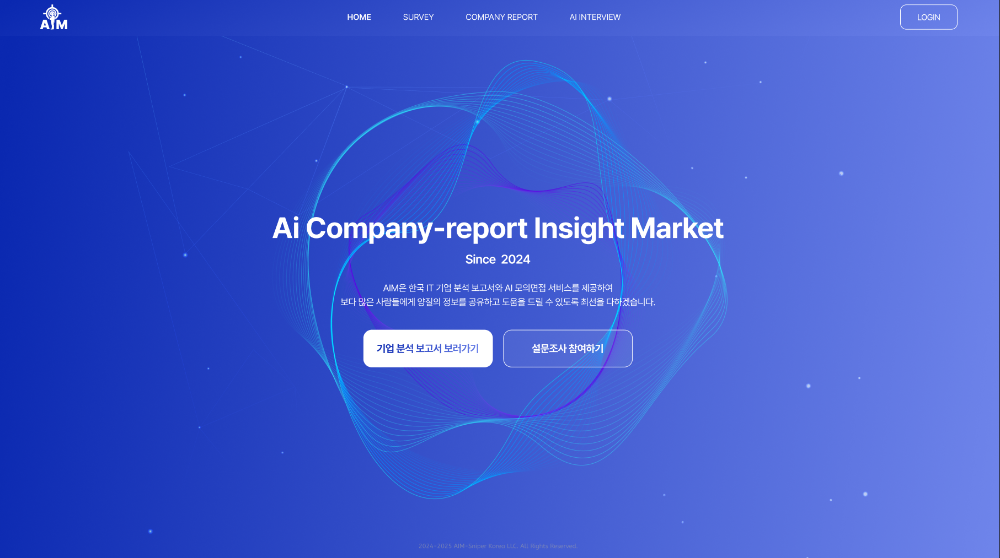 AIM
HOME
SURVEY
COMPANY REPORT
AI INTERVIEW
LOGIN
Ai Company-report Insight Market
Since 2024
AIM은 한국 IT 기업 분석 보고서와 AI 모의면접 서비스를 제공하여
보다 많은 사람들에게 양질의 정보를 공유하고 도움을 드릴 수 있도록 최선을 다하겠습니다.
기업 분석 보고서 보러가기
설문조사 참여하기
2024-2025 AIM-Sniper Korea LLC. All Rights Reserved.